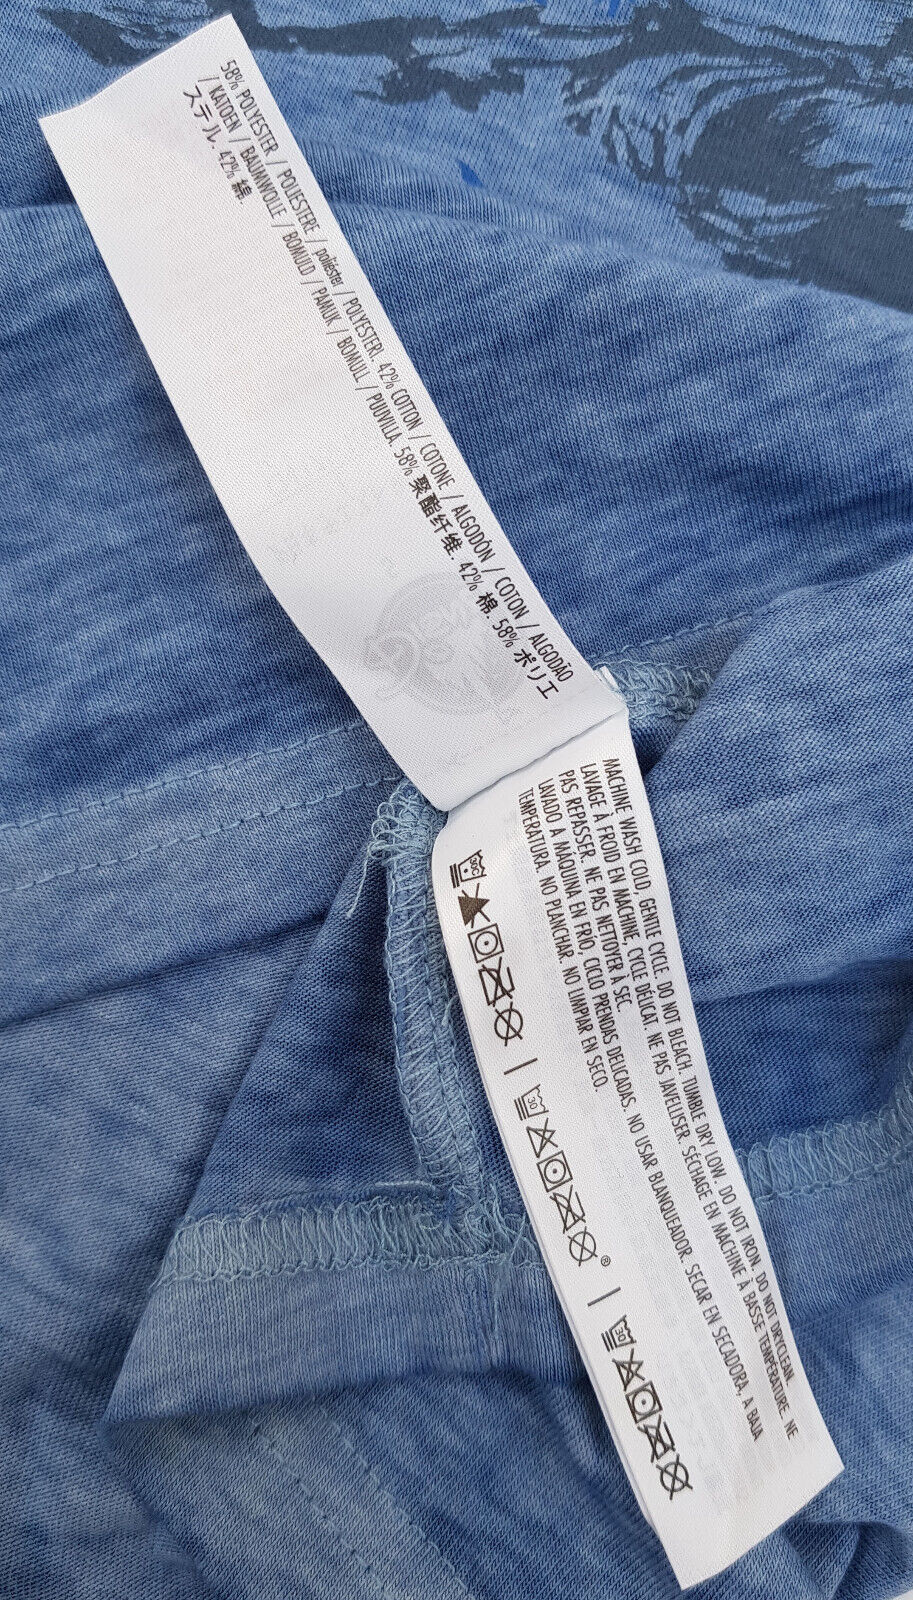 58% POLYESTER / POLIESTERE / poliéster / POLYESTERI. 42% COTTON / COTONE / ALGODÓN / COTON / ALGODÃO
/ KATOEN / BAUMWOLLE / BOMULD / PAMUK / BOMULL / PUUVILLA. 58% 聚酯纤维. 42% 棉. 58% ポリエ
ステル. 42% 綿.
MACHINE WASH COLD, GENTLE CYCLE. DO NOT BLEACH. TUMBLE DRY LOW. DO NOT IRON. DO NOT DRYCLEAN.
LAVAGE À FROID EN MACHINE, CYCLE DÉLICAT. NE PAS JAVELLISER. SÉCHAGE EN MACHINE À BASSE TEMPÉRATURE. NE
PAS REPASSER. NE PAS NETTOYER À SEC.
LAVADO A MÁQUINA EN FRÍO, CICLO PRENDAS DELICADAS. NO USAR BLANQUEADOR. SECAR EN SECADORA, A BAJA
TEMPERATURA. NO PLANCHAR. NO LIMPIAR EN SECO.
30C | 30 ® | 30